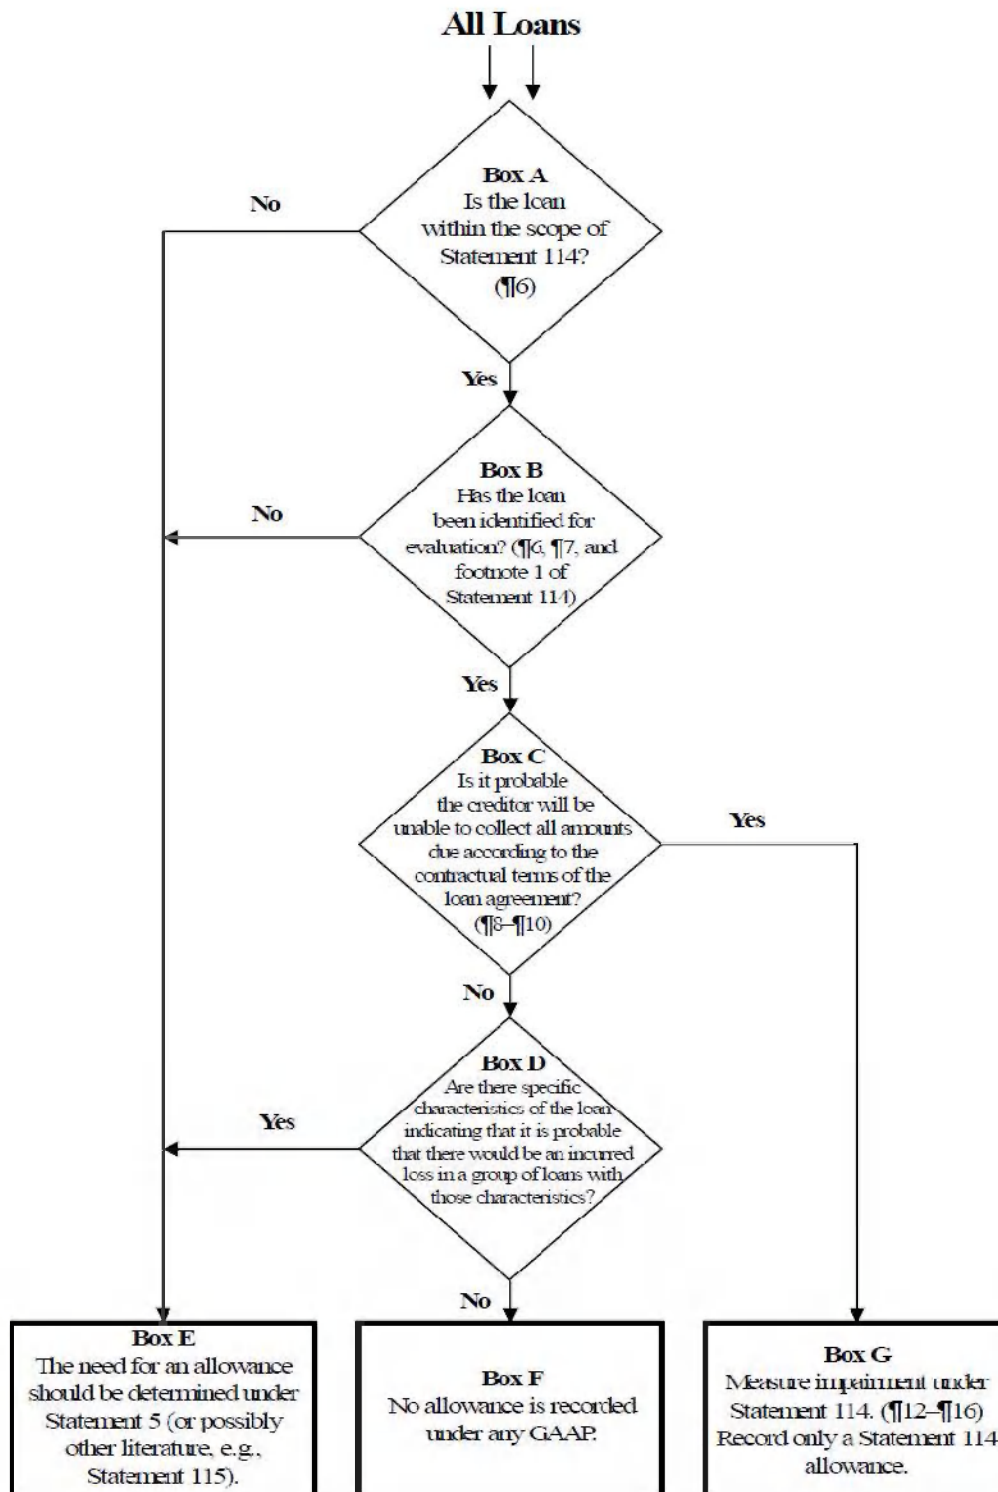 All Loans
Box A
Is the loan
within the scope of
Statement 114?
(¶6)
No
Yes
Box B
Has the loan
been identified for
evaluation? (¶6, ¶7, and
footnote 1 of
Statement 114)
No
Yes
Box C
Is it probable
the creditor will be
unable to collect all amounts
due according to the
contractual terms of the
loan agreement?
(¶8–¶10)
Yes
No
Box D
Are there specific
characteristics of the loan
indicating that it is probable
that there would be an incurred
loss in a group of loans with
those characteristics?
Yes
No
Box E
The need for an allowance
should be determined under
Statement 5 (or possibly
other literature, e.g.,
Statement 115).
Box F
No allowance is recorded
under any GAAP.
Box G
Measure impairment under
Statement 114. (¶12–¶16)
Record only a Statement 114
allowance.